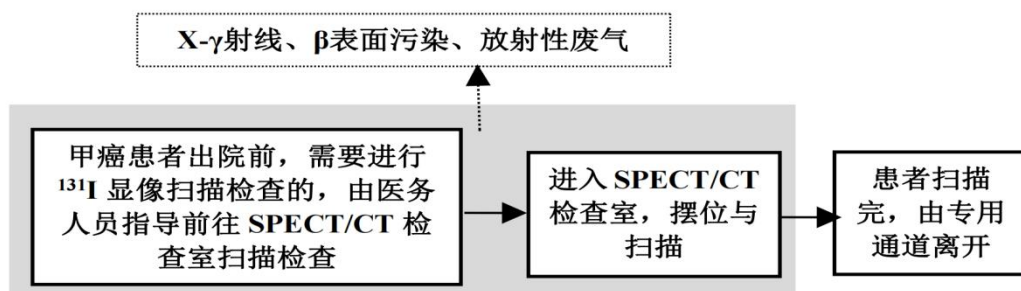 X-γ射线、β表面污染、放射性废气
甲癌患者出院前，需要进行
¹³¹I 显像扫描检查的，由医务
人员指导前往 SPECT/CT 检
查室扫描检查
进入 SPECT/CT
检查室，摆位与
扫描
患者扫描
完，由专用
通道离开